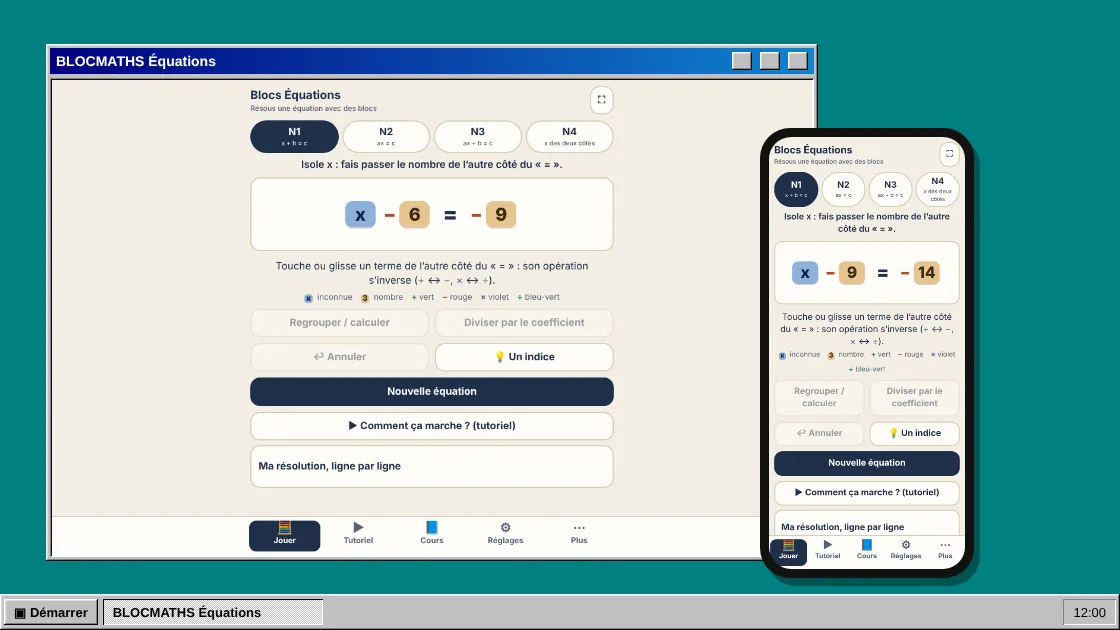 BLOCMATHS Équations
Blocs Équations
Résous une équation avec des blocs
N1
x + b = c
N2
ax = c
N3
ax + b = c
N4
x des deux côtés
Isole x : fais passer le nombre de l'autre côté du « = ».
x − 6 = − 9
Touche ou glisse un terme de l'autre côté du « = » : son opération
s'inverse (+ ↔ −, × ↔ ÷).
x inconnue 3 nombre + vert − rouge × violet ÷ bleu-vert
Regrouper / calculer
Diviser par le coefficient
↩ Annuler
💡 Un indice
Nouvelle équation
▶ Comment ça marche ? (tutoriel)
Ma résolution, ligne par ligne
Jouer
Tutoriel
Cours
Réglages
Plus
Blocs Équations
Résous une équation avec des blocs
N1
x + b = c
N2
ax = c
N3
ax + b = c
N4
x des deux
côtés
Isole x : fais passer le nombre de l'autre
côté du « = ».
x − 9 = − 14
Touche ou glisse un terme de l'autre côté
du « = » : son opération s'inverse (+ ↔ −,
× ↔ ÷).
x inconnue 3 nombre + vert − rouge × violet
÷ bleu-vert
Regrouper /
calculer
Diviser par le
coefficient
↩ Annuler
💡 Un indice
Nouvelle équation
▶ Comment ça marche ? (tutoriel)
Ma résolution, ligne par ligne
Jouer
Tutoriel
Cours
Réglages
Plus
▣ Démarrer
BLOCMATHS Équations
12:00